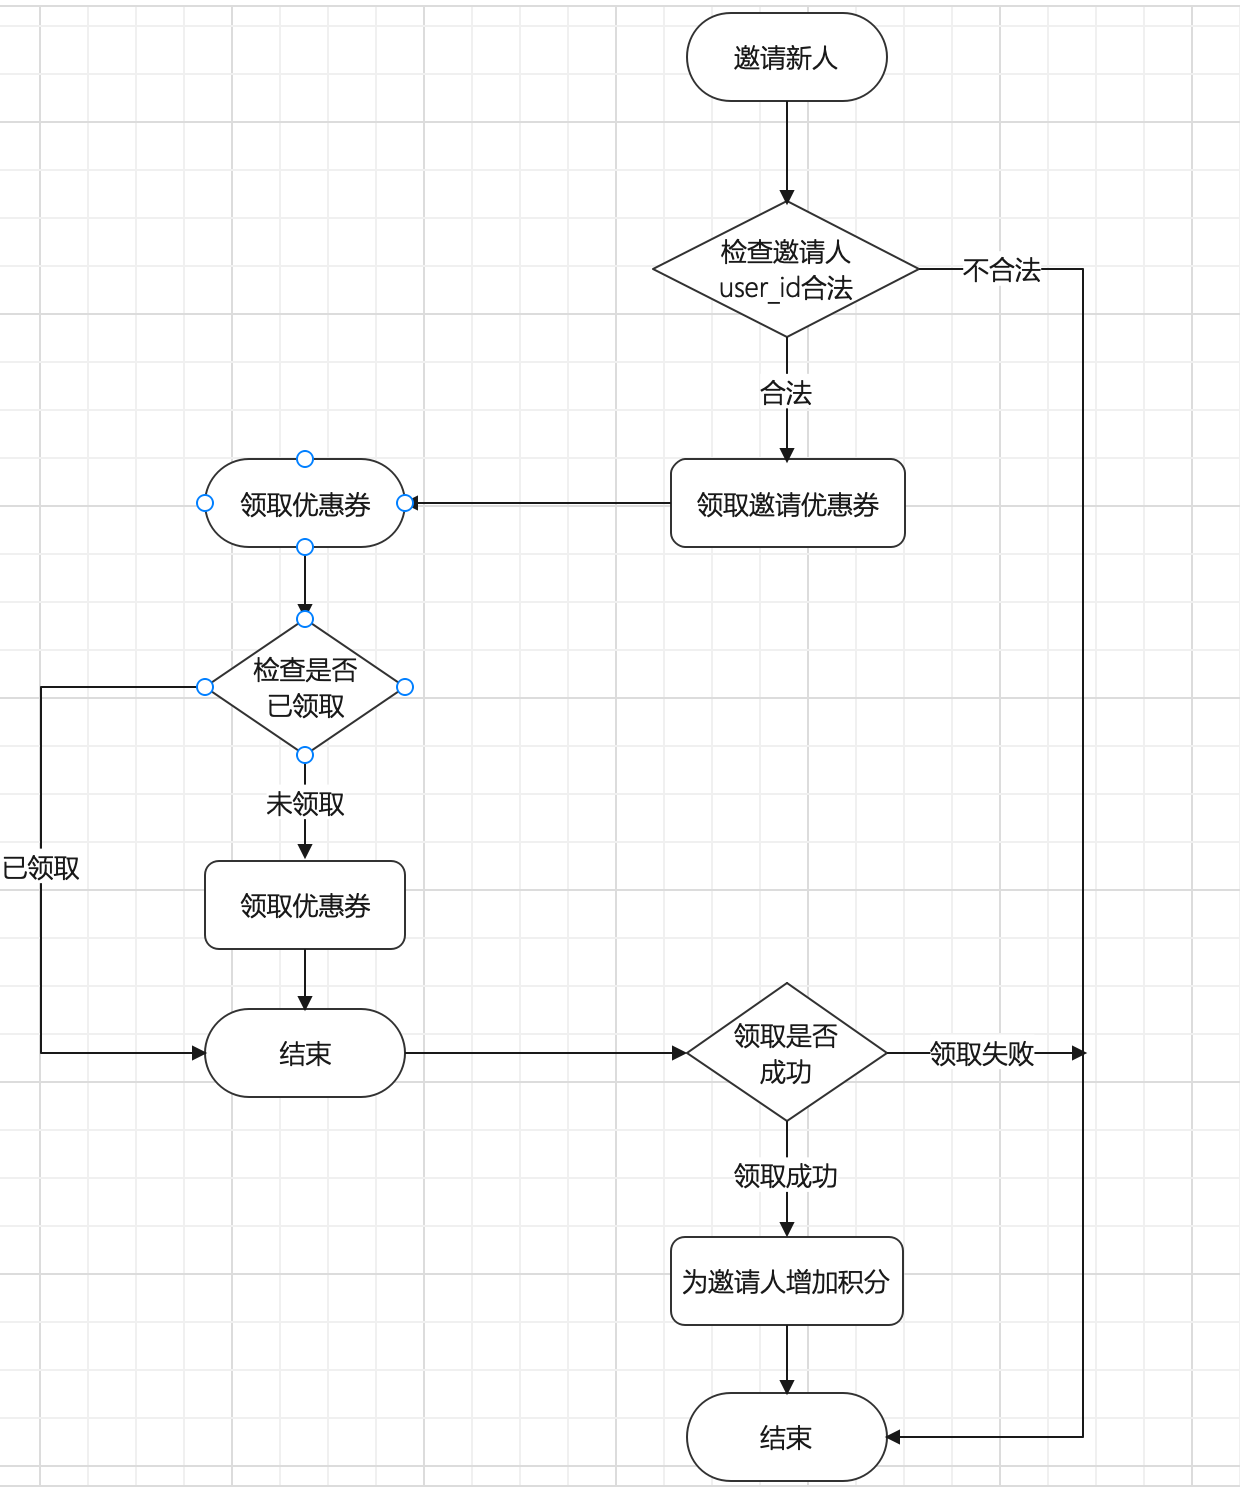 邀请新人
检查邀请人
user_id合法
不合法
合法
领取邀请优惠券
领取优惠券
检查是否
已领取
未领取
已领取
领取优惠券
结束
领取是否
成功
领取失败
领取成功
为邀请人增加积分
结束